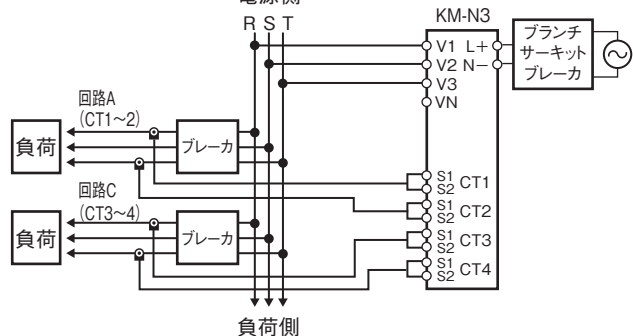 電源側
R S T
KM-N3
V1 L+
V2 N−
V3
VN
ブランチ
サーキット
ブレーカ
回路A
(CT1~2)
負荷
ブレーカ
S1
S2
CT1
回路C
(CT3~4)
S1
S2
CT2
負荷
ブレーカ
S1
S2
CT3
S1
S2
CT4
負荷側